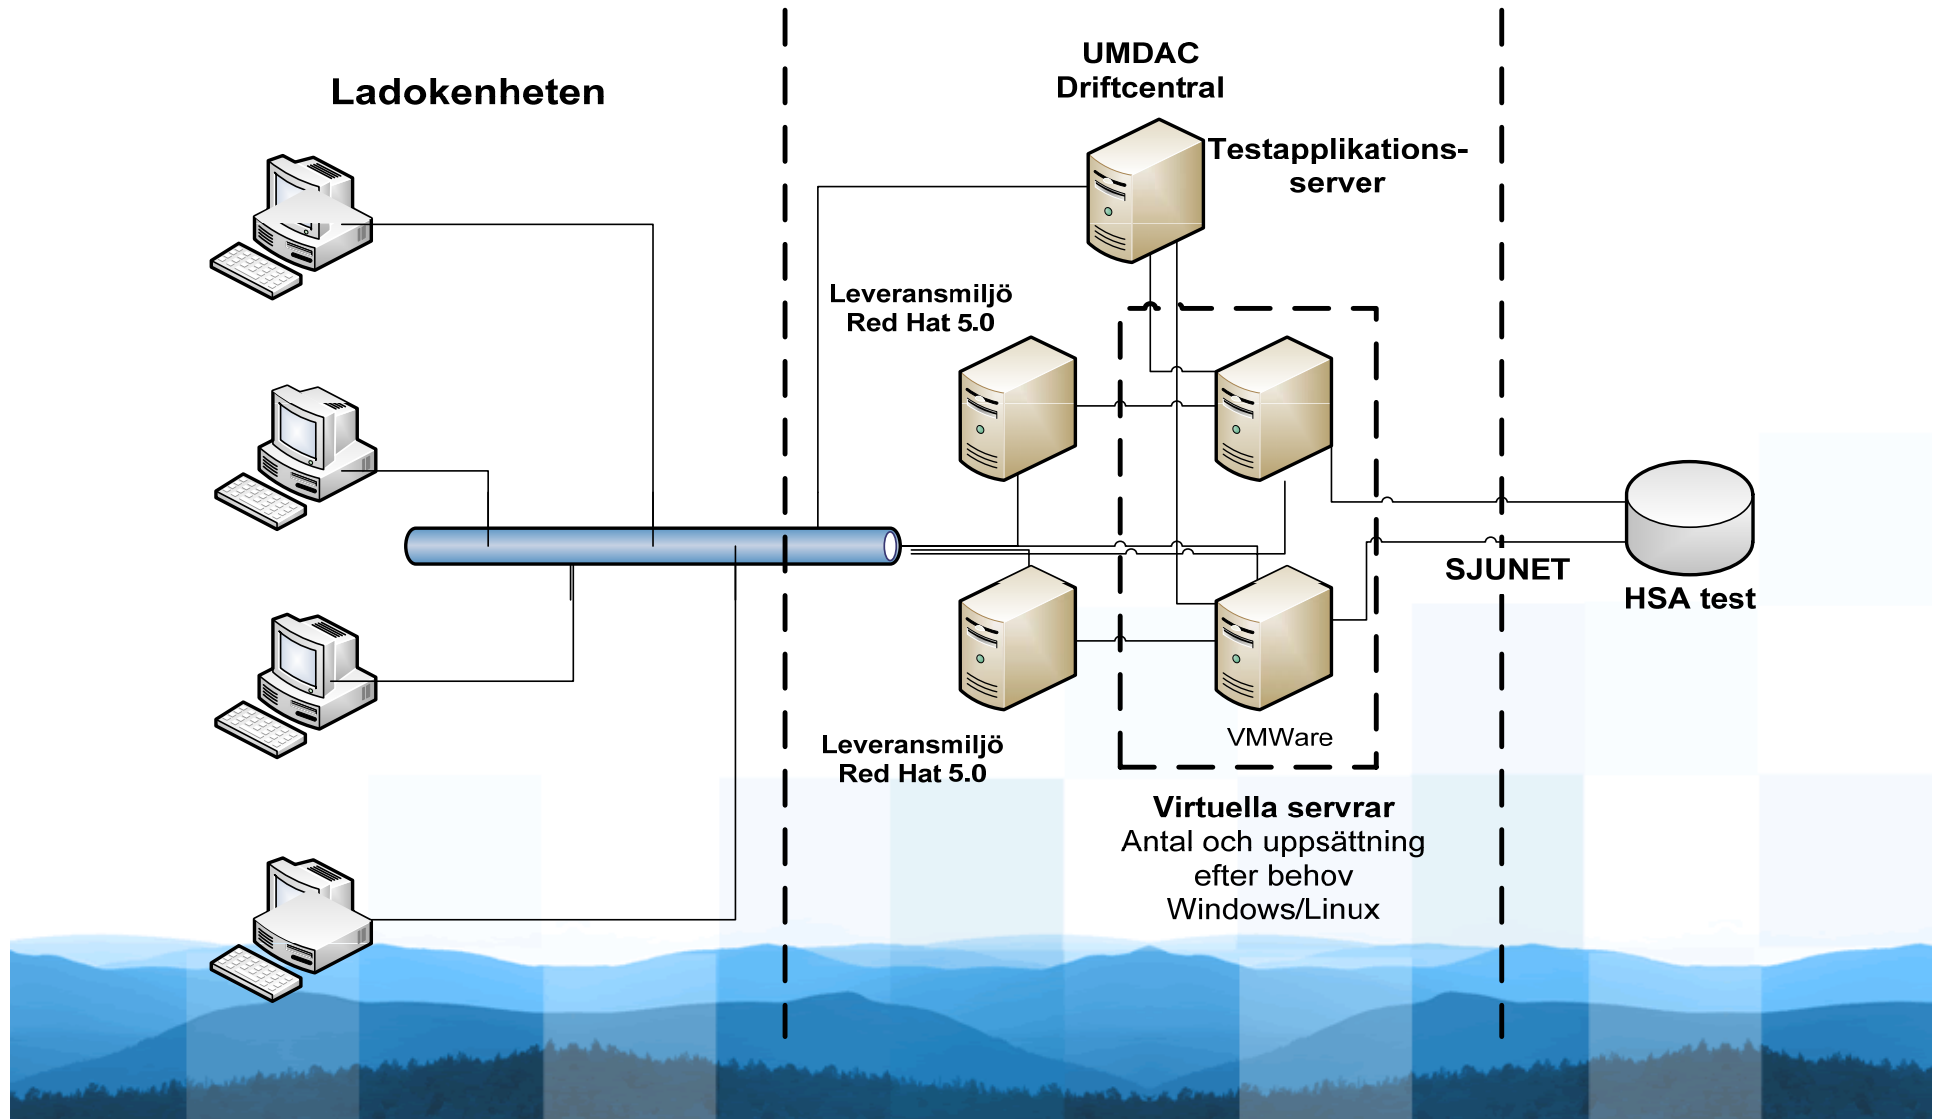 Ladokenheten
UMDAC
Driftcentral
Testapplikations-
server
Leveransmiljö
Red Hat 5.0
SJUNET
HSA test
VMWare
Leveransmiljö
Red Hat 5.0
Virtuella servrar
Antal och uppsättning
efter behov
Windows/Linux